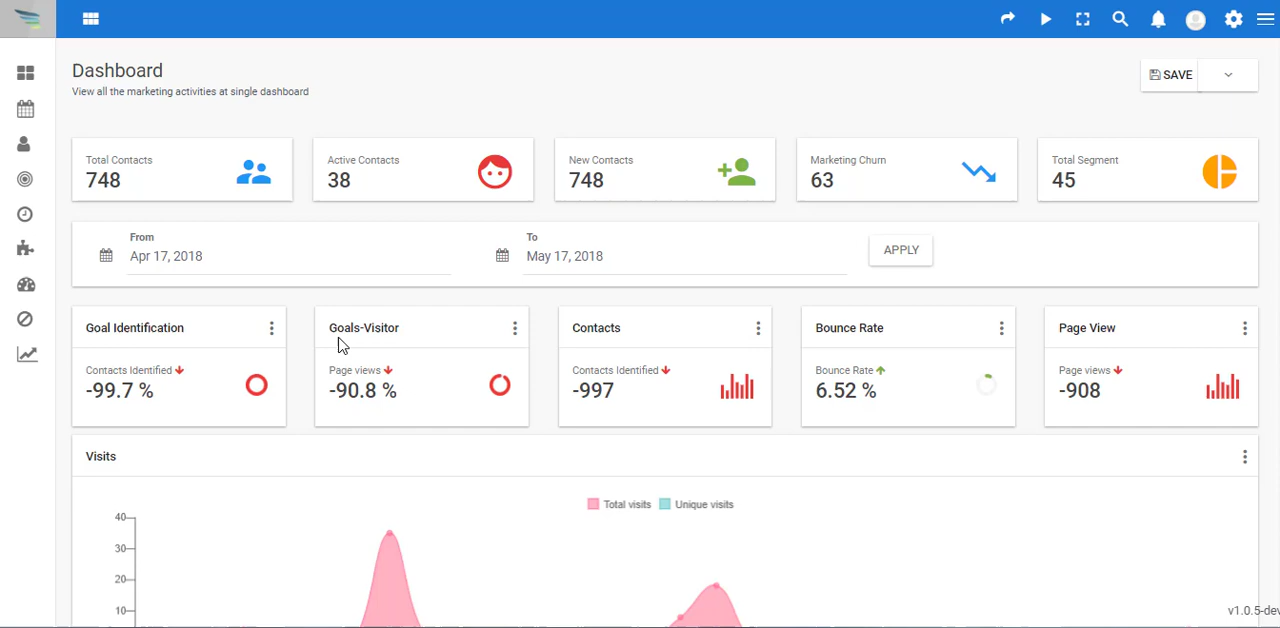 Dashboard
View all the marketing activities at single dashboard
SAVE
Total Contacts
748
Active Contacts
38
New Contacts
748
Marketing Churn
63
Total Segment
45
From
Apr 17, 2018
To
May 17, 2018
APPLY
Goal Identification
Contacts Identified
-99.7 %
Goals-Visitor
Page views
-90.8 %
Contacts
Contacts Identified
-997
Bounce Rate
Bounce Rate
6.52 %
Page View
Page views
-908
Visits
Total visits Unique visits
40
30
20
10
v1.0.5-dev